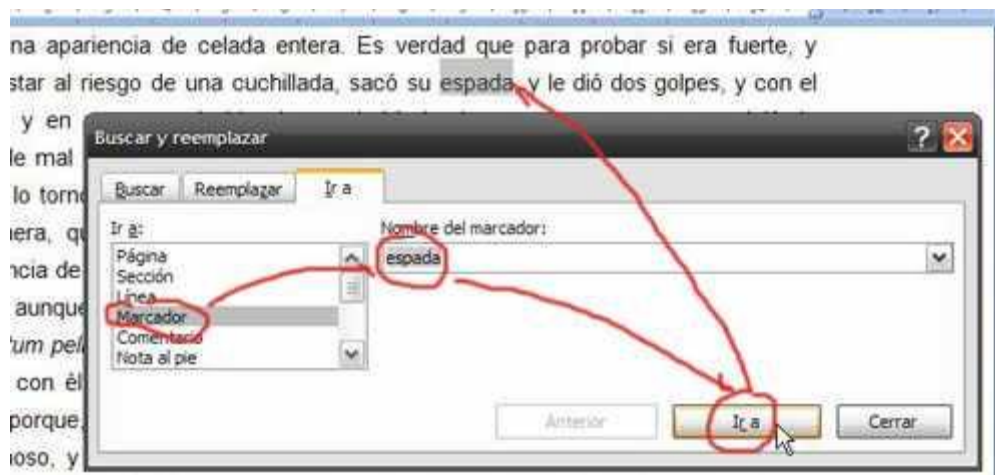 na apariencia de celada entera. Es verdad que para probar si era fuerte, y
star al riesgo de una cuchillada, sacó su espada, y le dió dos golpes, y con el
y en
Buscar y reemplazar
le mal
Buscar Reemplazar Ir a
lo torn
Ir a: Nombre del marcador:
era, q
Página espada
Sección
ncia de
Línea
aunque
Marcador
Comentario
tum pel
Nota al pie
con él
porque,
Anterior Ir a Cerrar
oso, y